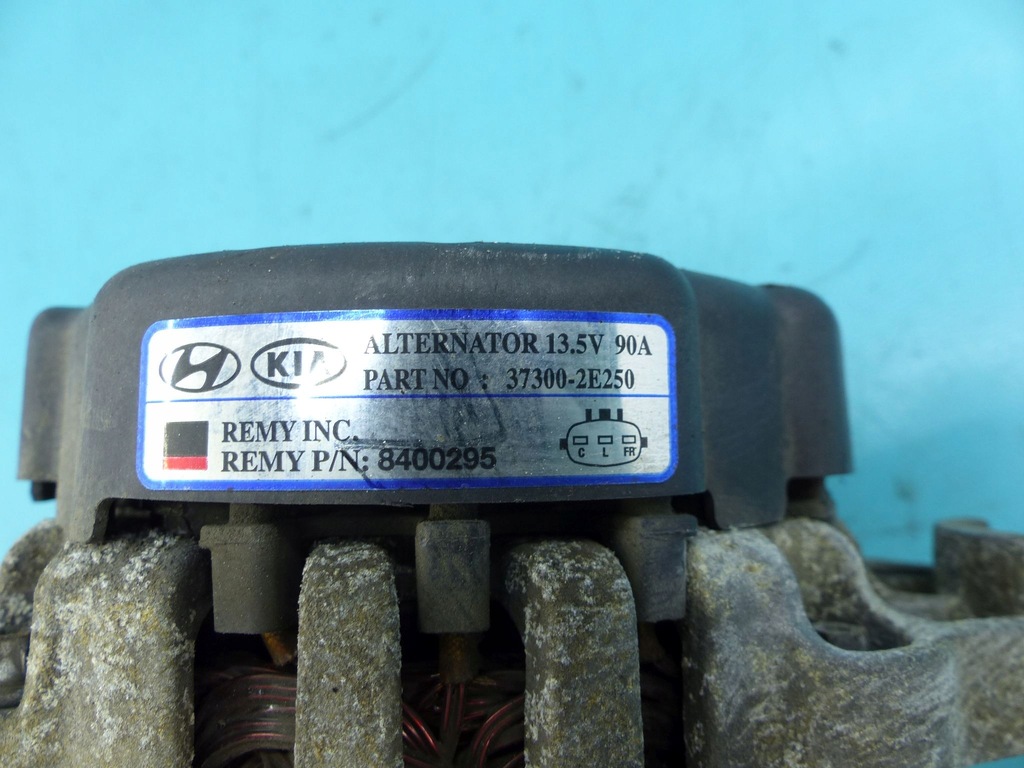 KIA
ALTERNATOR 13.5V 90A
PART NO : 37300-2E250
REMY INC.
REMY P/N: 8400295
C L FR